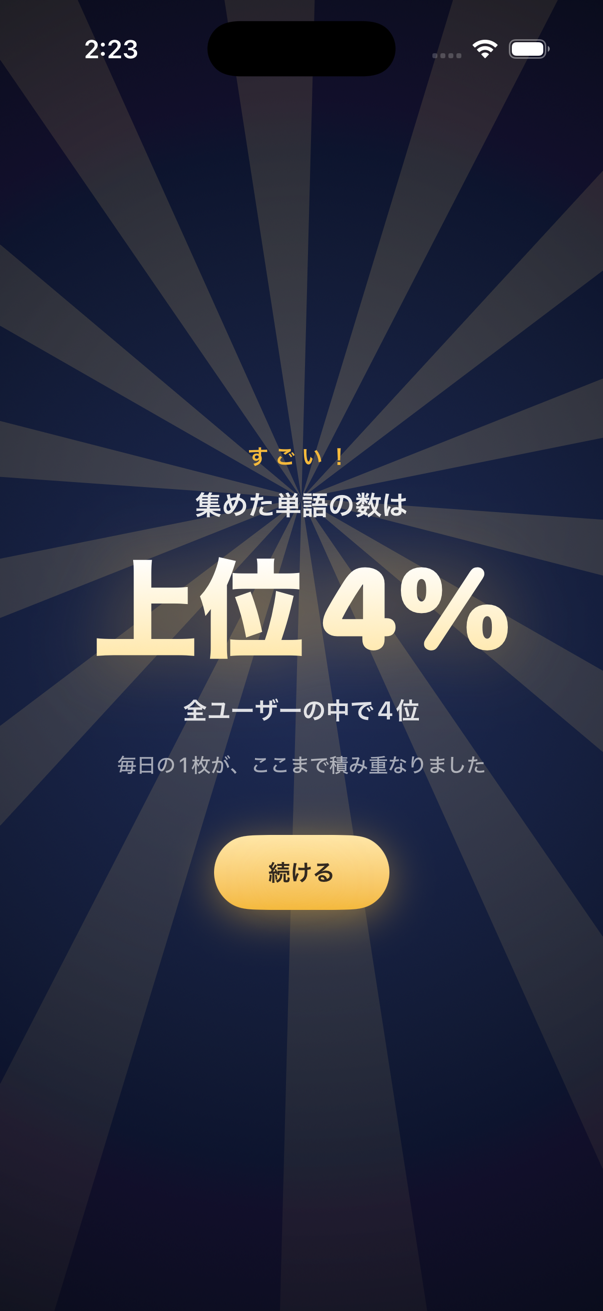 2:23
すごい！
集めた単語の数は
上位4%
全ユーザーの中で4位
毎日の1枚が、ここまで積み重なりました
続ける